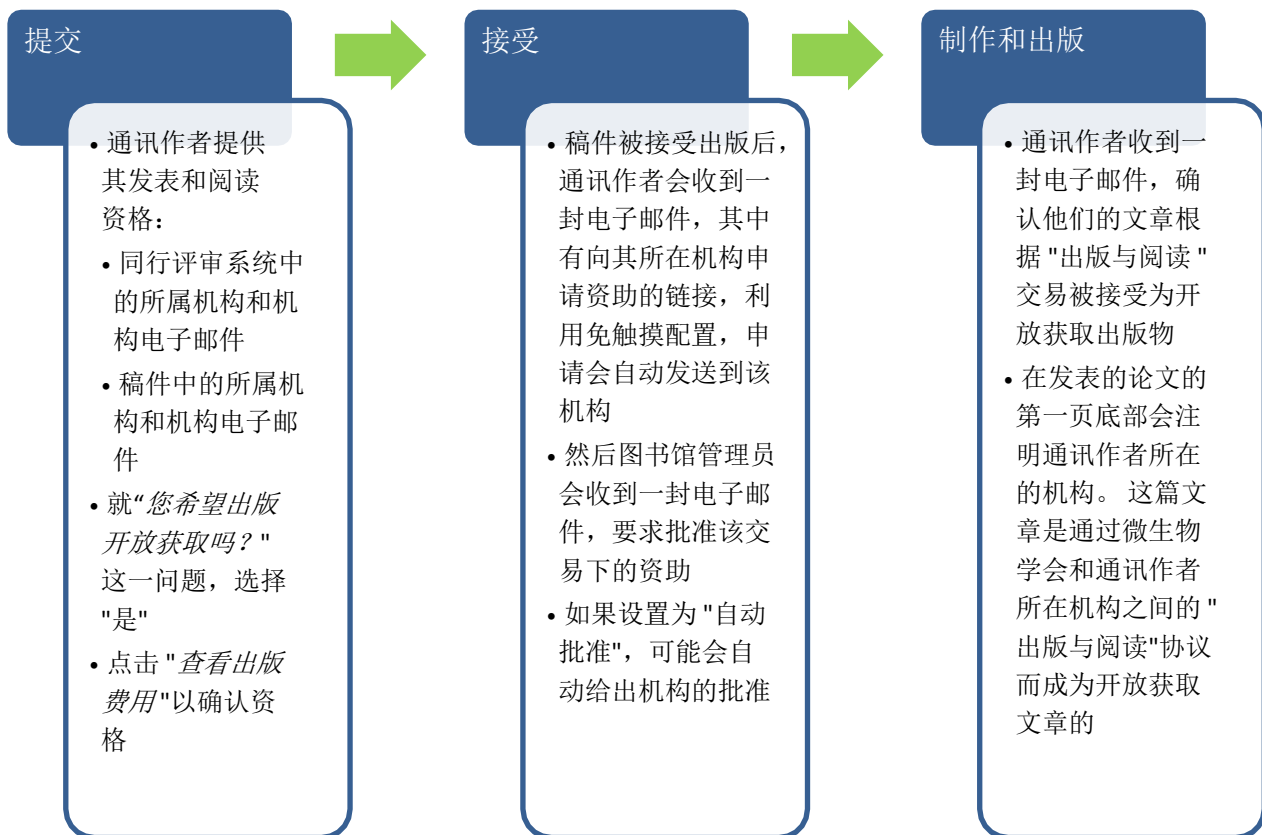 提交
• 通讯作者提供
其发表和阅读
资格：
• 同行评审系统中
的所属机构和机
构电子邮件
• 稿件中的所属机
构和机构电子邮
件
• 就“您希望出版
开放获取吗？"
这一问题，选择
"是"
• 点击 "查看出版
费用"以确认资
格
接受
• 稿件被接受出版后，
通讯作者会收到一
封电子邮件，其中
有向其所在机构申
请资助的链接，利
用免触摸配置，申
请会自动发送到该
机构
• 然后图书馆管理员
会收到一封电子邮
件，要求批准该交
易下的资助
• 如果设置为 "自动
批准"，可能会自
动给出机构的批准
制作和出版
• 通讯作者收到一
封电子邮件，确
认他们的文章根
据 "出版与阅读 "
交易被接受为开
放获取出版物
• 在发表的论文的
第一页底部会注
明通讯作者所在
的机构。 这篇文
章是通过微生物
学会和通讯作者
所在机构之间的 "
出版与阅读"协议
而成为开放获取
文章的